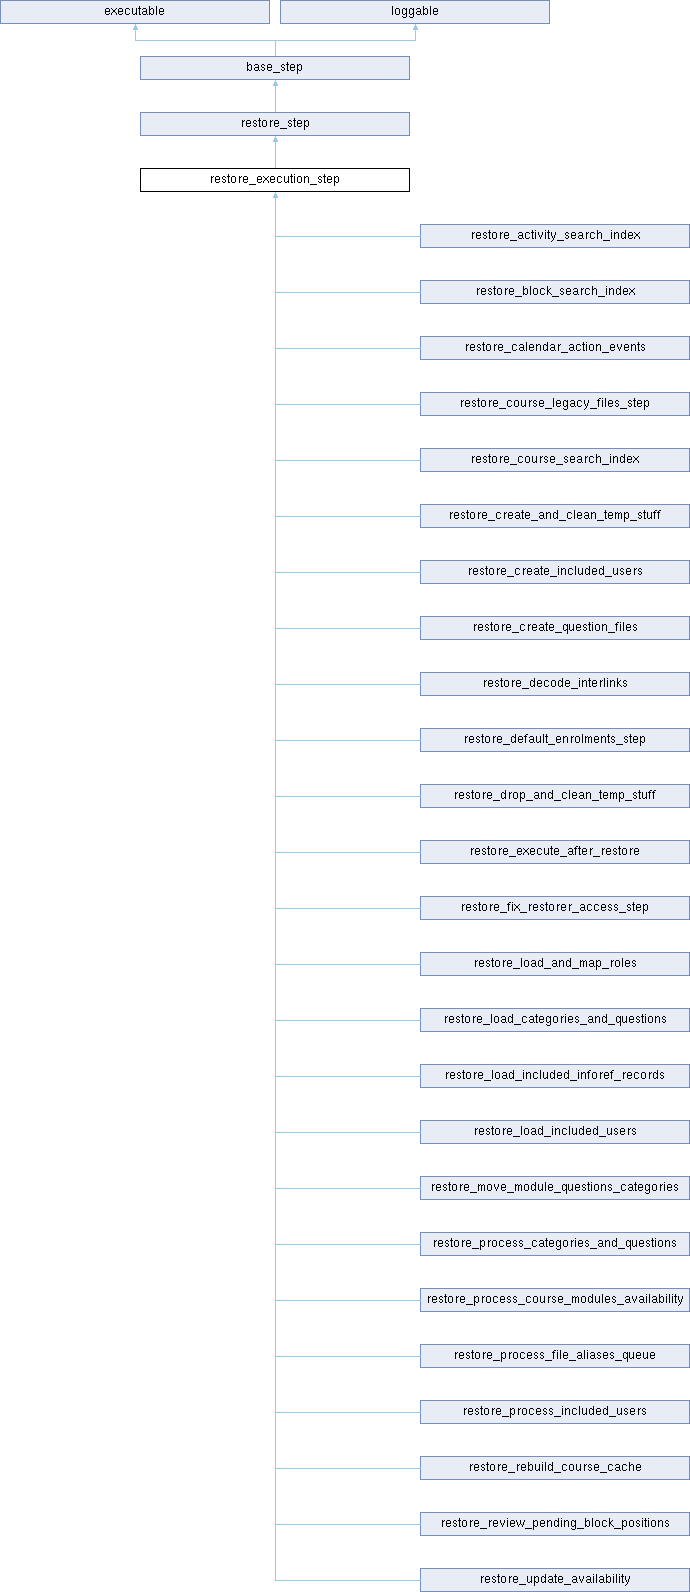 executable
loggable
base_step
restore_step
restore_execution_step
restore_activity_search_index
restore_block_search_index
restore_calendar_action_events
restore_course_legacy_files_step
restore_course_search_index
restore_create_and_clean_temp_stuff
restore_create_included_users
restore_create_question_files
restore_decode_interlinks
restore_default_enrolments_step
restore_drop_and_clean_temp_stuff
restore_execute_after_restore
restore_fix_restorer_access_step
restore_load_and_map_roles
restore_load_categories_and_questions
restore_load_included_inforef_records
restore_load_included_users
restore_move_module_questions_categories
restore_process_categories_and_questions
restore_process_course_modules_availability
restore_process_file_aliases_queue
restore_process_included_users
restore_rebuild_course_cache
restore_review_pending_block_positions
restore_update_availability